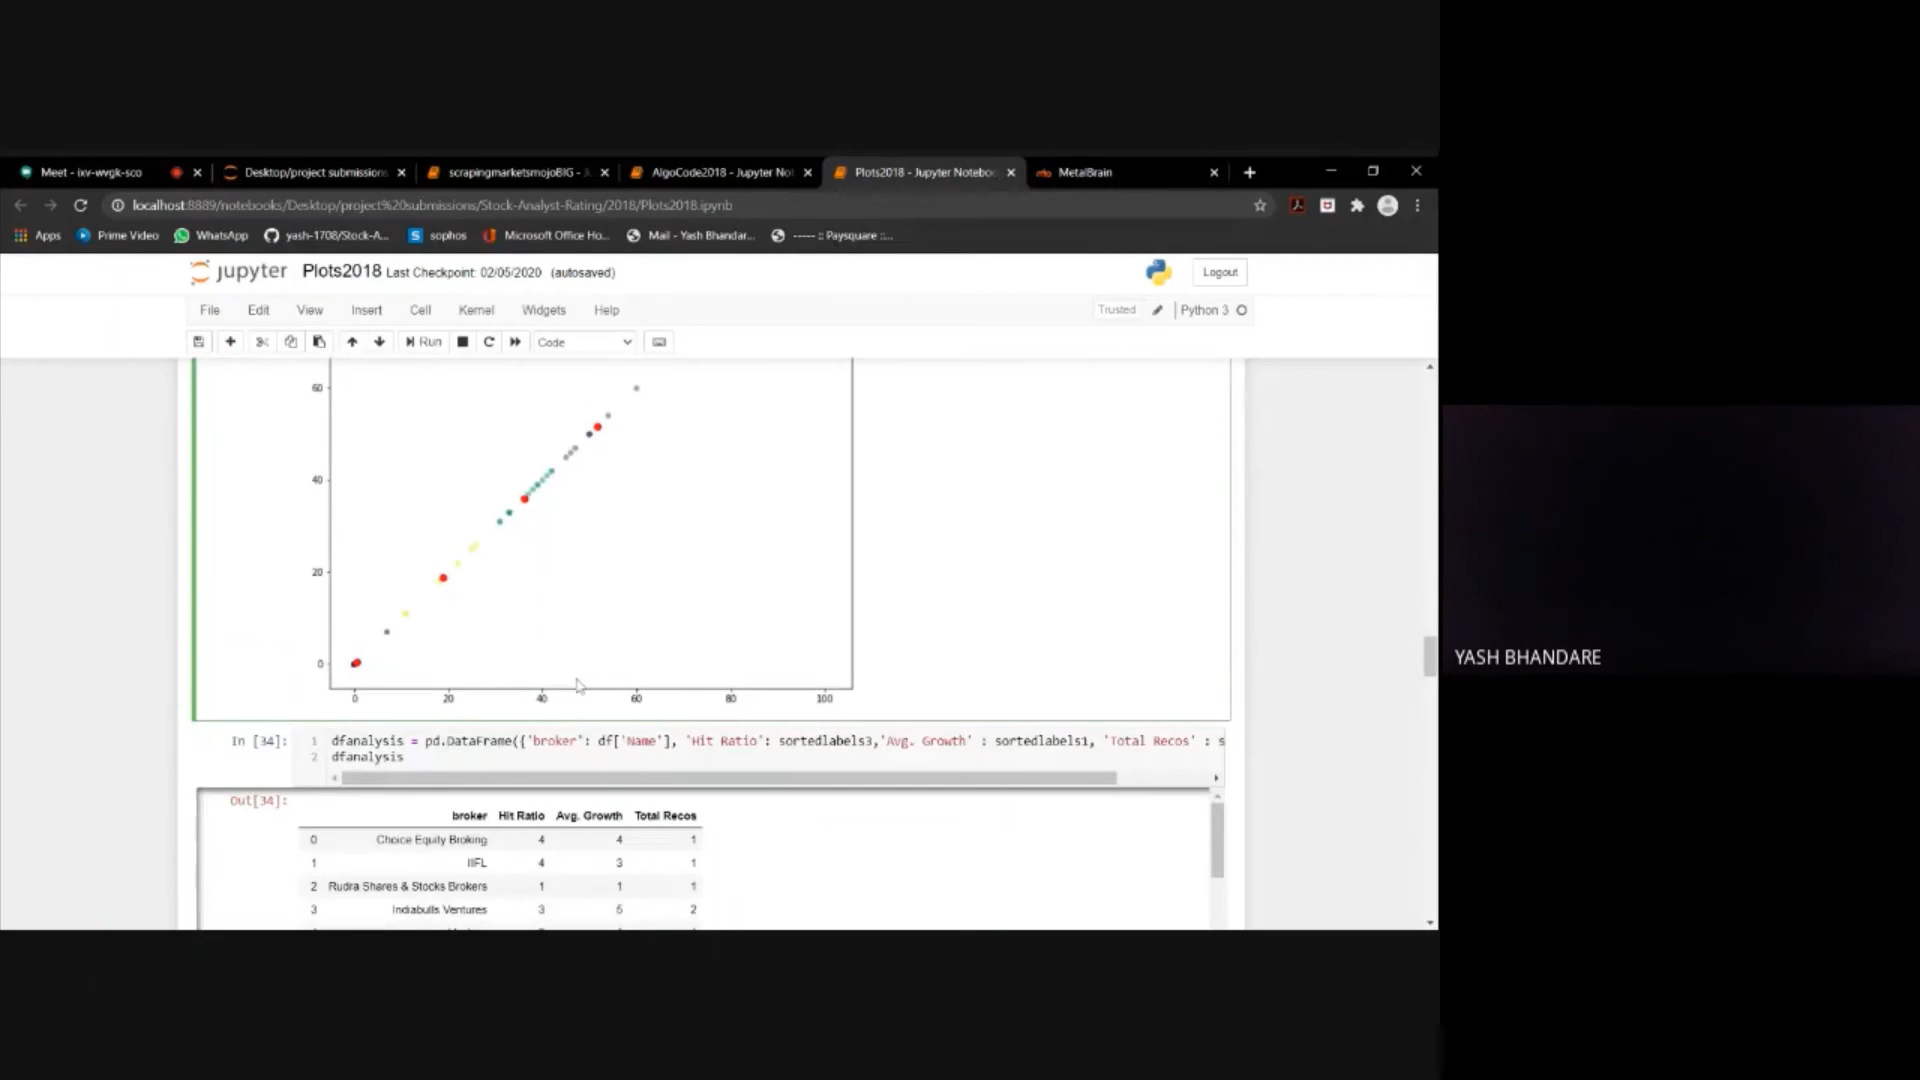 Meet - ixv-wvgk-sco
Desktop/project submissions
scrapingmarketsmojoBIG - J
AlgoCode2018 - Jupyter Not
Plots2018 - Jupyter Noteboo
MetalBrain
localhost:8889/notebooks/Desktop/project%20submissions/Stock-Analyst-Rating/2018/Plots2018.ipynb
Apps
Prime Video
WhatsApp
yash-1708/Stock-A...
sophos
Microsoft Office Ho...
Mail - Yash Bhandar...
----- :: Paysquare ::...
jupyter Plots2018 Last Checkpoint: 02/05/2020 (autosaved)
Logout
File Edit View Insert Cell Kernel Widgets Help
Trusted
Python 3
Run
Code
60
40
20
0
0 20 40 60 80 100
In [34]:
1 dfanalysis = pd.DataFrame({'broker': df['Name'], 'Hit Ratio': sortedlabels3,'Avg. Growth' : sortedlabels1, 'Total Recos' : s
2 dfanalysis
Out[34]:
broker Hit Ratio Avg. Growth Total Recos
0 Choice Equity Broking 4 4 1
1 IIFL 4 3 1
2 Rudra Shares & Stocks Brokers 1 1 1
3 Indiabulls Ventures 3 5 2
YASH BHANDARE